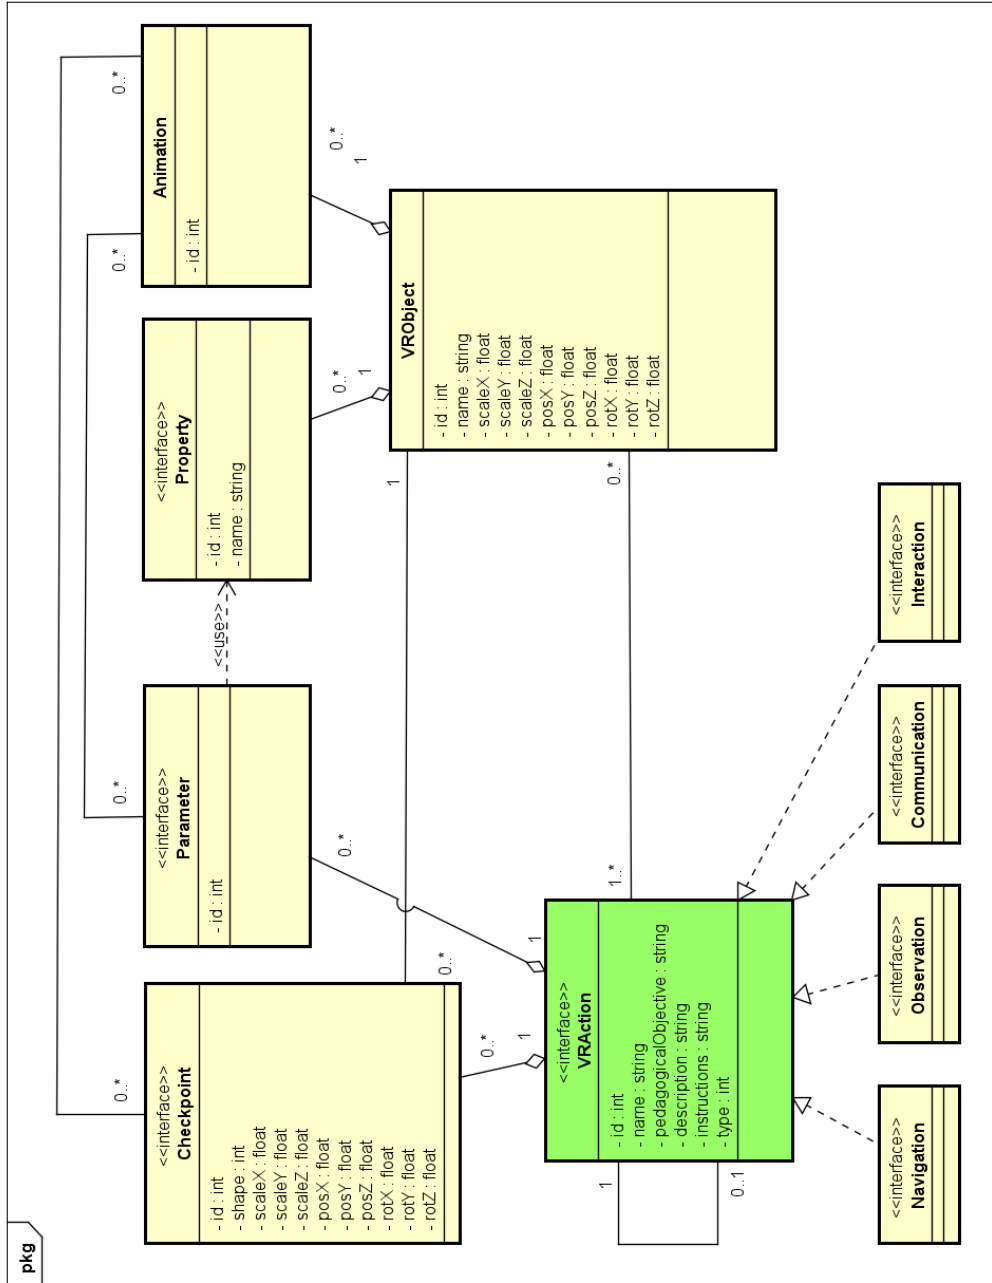 pkg
<<interface>>
Checkpoint
- id : int
- shape : int
- scaleX : float
- scaleY : float
- scaleZ : float
- posX : float
- posY : float
- posZ : float
- rotX : float
- rotY : float
- rotZ : float
<<interface>>
Parameter
- id : int
<<use>>
<<interface>>
Property
- id : int
- name : string
Animation
- id : int
0..*
0..*
0..*
0..*
0..*
1
0..*
1
0..*
1
0..*
1
0..*
1
0..*
1..*
VRObject
- id : int
- name : string
- scaleX : float
- scaleY : float
- scaleZ : float
- posX : float
- posY : float
- posZ : float
- rotX : float
- rotY : float
- rotZ : float
<<interface>>
VRAction
- id : int
- name : string
- pedagogicalObjective : string
- description : string
- instructions : string
- type : int
1
0..1
<<interface>>
Navigation
<<interface>>
Observation
<<interface>>
Communication
<<interface>>
Interaction